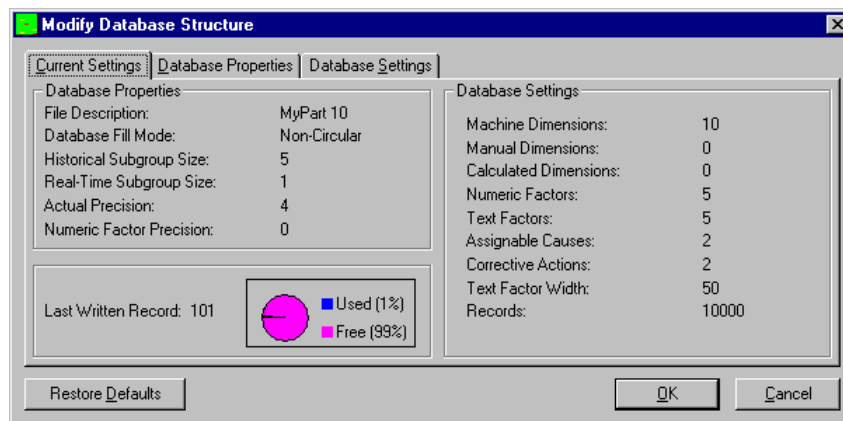 Modify Database Structure
Current Settings Database Properties Database Settings
Database Properties
File Description: MyPart 10
Database Fill Mode: Non-Circular
Historical Subgroup Size: 5
Real-Time Subgroup Size: 1
Actual Precision: 4
Numeric Factor Precision: 0
Last Written Record: 101
Used (1%)
Free (99%)
Database Settings
Machine Dimensions: 10
Manual Dimensions: 0
Calculated Dimensions: 0
Numeric Factors: 5
Text Factors: 5
Assignable Causes: 2
Corrective Actions: 2
Text Factor Width: 50
Records: 10000
Restore Defaults OK Cancel